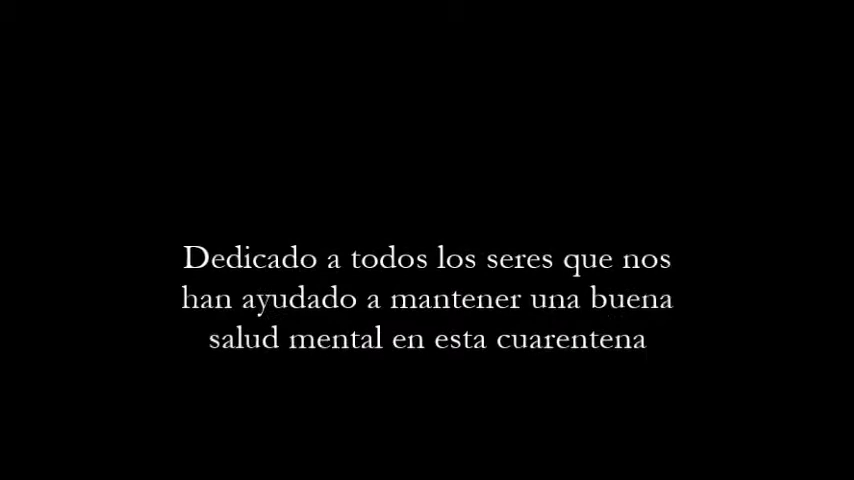 Dedicado a todos los seres que nos
han ayudado a mantener una buena
salud mental en esta cuarentena